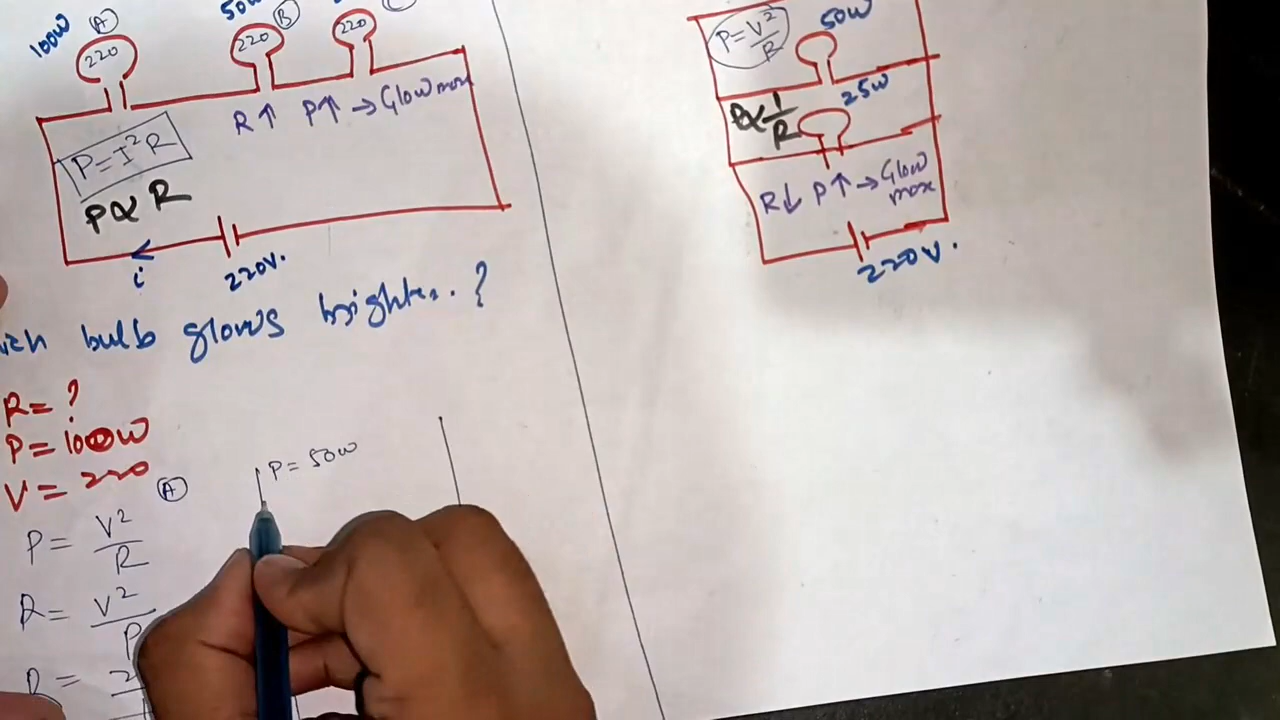 100W A 50W B
220 220 220
R↑ P↑ → Glow max
P=I²R
P∝R
i
220V.
bulb glows brighter..?
R=?
P=100W
V=220
A
P= V²/R
R= V²/P
R=
P=50W
P=V²/R
50W
25W
P∝1/R
R↓ P↑ → Glow max
220V.